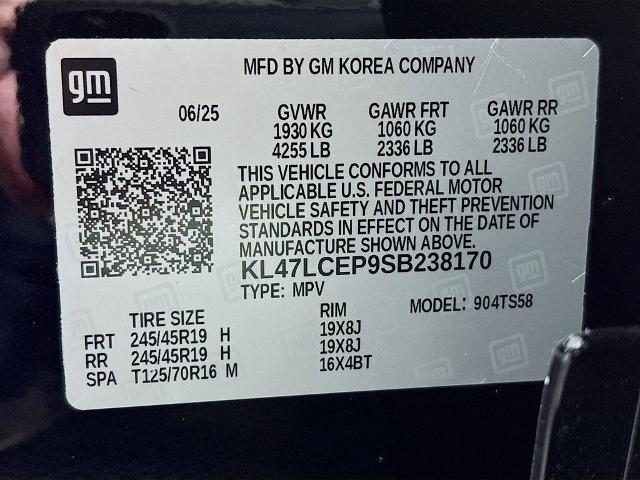 gm
MFD BY GM KOREA COMPANY
06/25 GVWR GAWR FRT GAWR RR
1930 KG 1060 KG 1060 KG
4255 LB 2336 LB 2336 LB
THIS VEHICLE CONFORMS TO ALL
APPLICABLE U.S. FEDERAL MOTOR
VEHICLE SAFETY AND THEFT PREVENTION
STANDARDS IN EFFECT ON THE DATE OF
MANUFACTURE SHOWN ABOVE.
KL47LCEP9SB238170
TYPE: MPV MODEL: 904TS58
TIRE SIZE RIM
FRT 245/45R19 H 19X8J
RR 245/45R19 H 19X8J
SPA T125/70R16 M 16X4BT